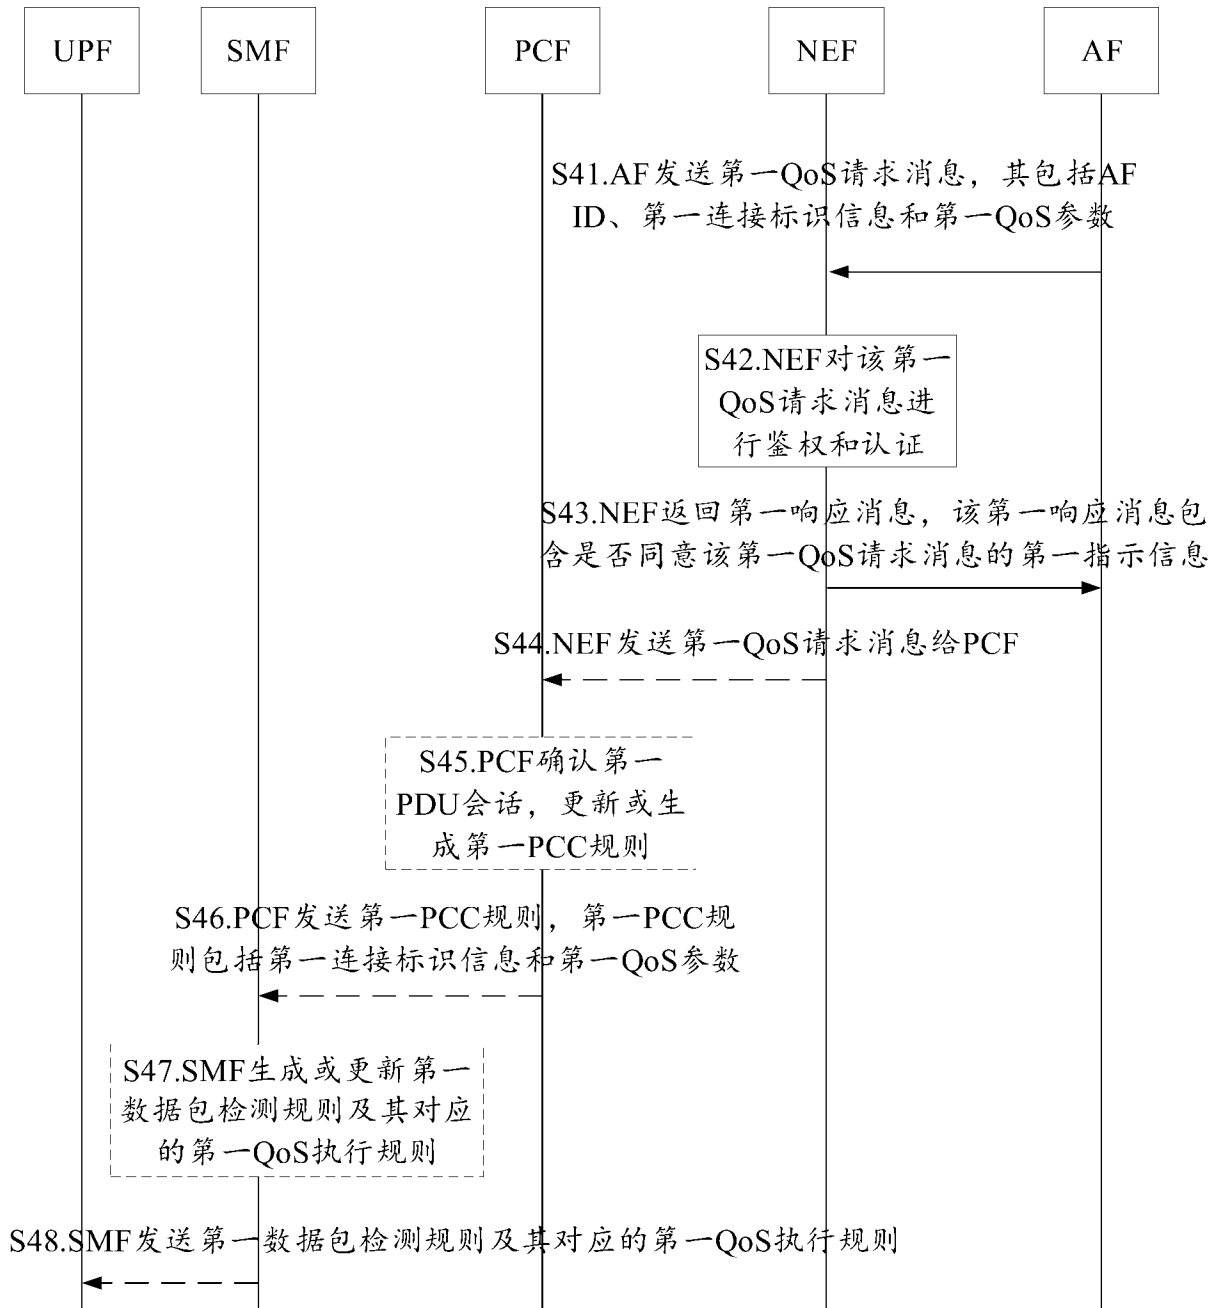 UPF
SMF
PCF
NEF
AF
S41.AF发送第一QoS请求消息，其包括AF
ID、第一连接标识信息和第一QoS参数
S42.NEF对该第一
QoS请求消息进
行鉴权和认证
S43.NEF返回第一响应消息，该第一响应消息包
含是否同意该第一QoS请求消息的第一指示信息
S44.NEF发送第一QoS请求消息给PCF
S45.PCF确认第一
PDU会话，更新或生
成第一PCC规则
S46.PCF发送第一PCC规则，第一PCC规
则包括第一连接标识信息和第一QoS参数
S47.SMF生成或更新第一
数据包检测规则及其对应
的第一QoS执行规则
S48.SMF发送第一数据包检测规则及其对应的第一QoS执行规则